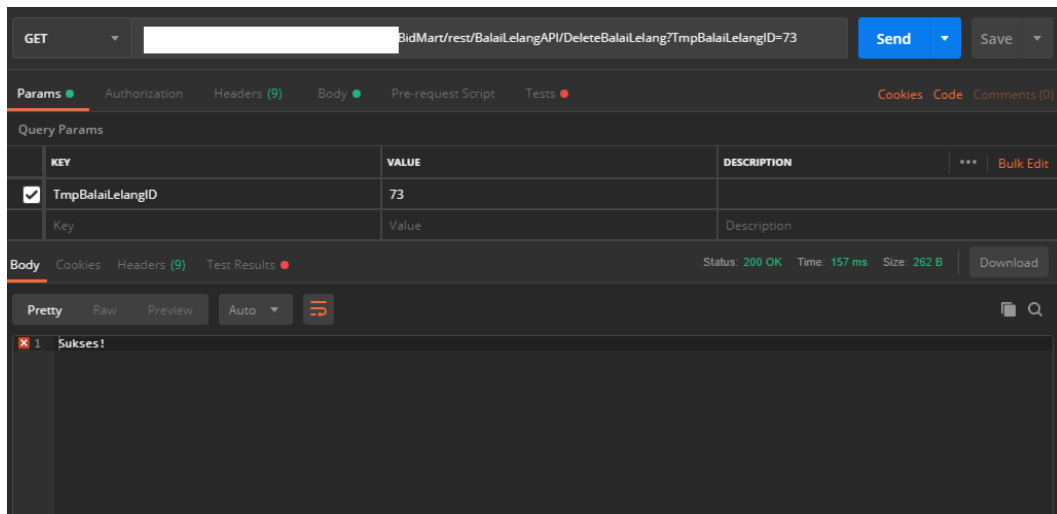 GET BidMart/rest/BalaiLelangAPI/DeleteBalaiLelang?TmpBalaiLelangID=73 Send Save
Params Authorization Headers (9) Body Pre-request Script Tests Cookies Code Comments (0)
Query Params
KEY VALUE DESCRIPTION ••• Bulk Edit
TmpBalaiLelangID 73
Key Value Description
Body Cookies Headers (9) Test Results Status: 200 OK Time: 157 ms Size: 262 B Download
Pretty Raw Preview Auto
1 Sukses!